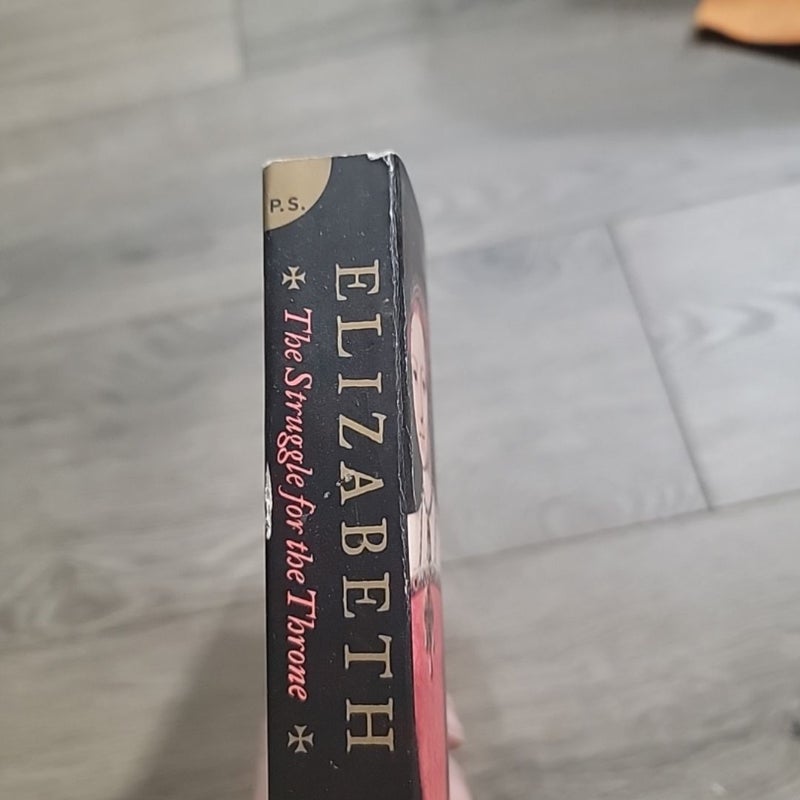 P.S.
ELIZABETH
The Struggle for the Throne